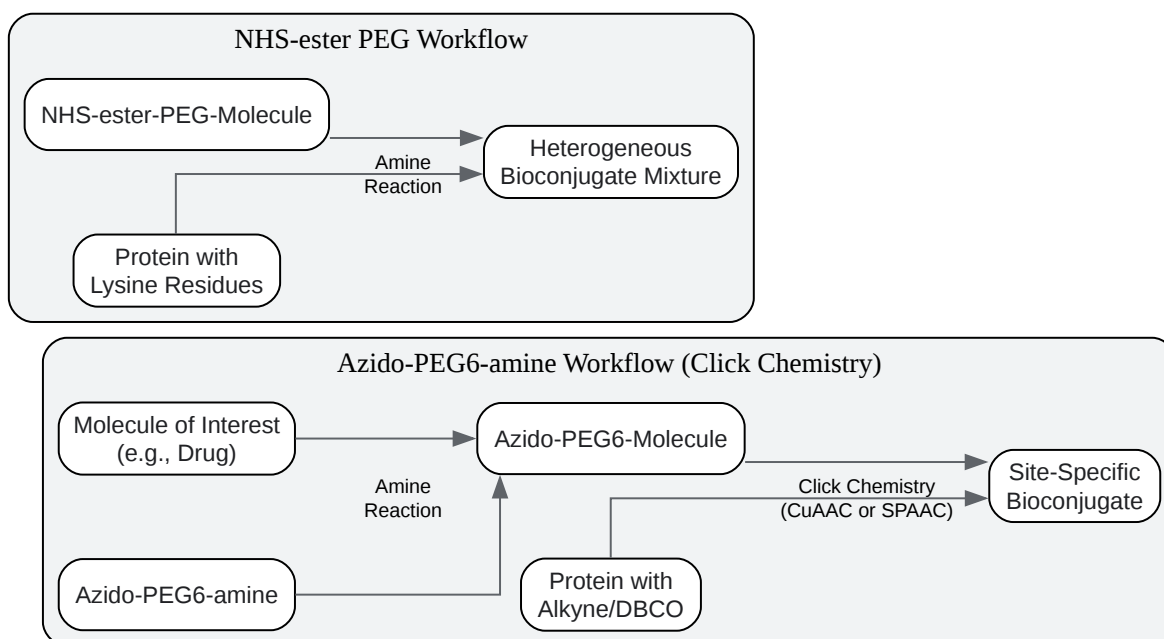 NHS-ester PEG Workflow
NHS-ester-PEG-Molecule
Heterogeneous
Bioconjugate Mixture
Amine
Reaction
Protein with
Lysine Residues
Azido-PEG6-amine Workflow (Click Chemistry)
Molecule of Interest
(e.g., Drug)
Azido-PEG6-Molecule
Site-Specific
Bioconjugate
Amine
Reaction
Click Chemistry
(CuAAC or SPAAC)
Azido-PEG6-amine
Protein with
Alkyne/DBCO